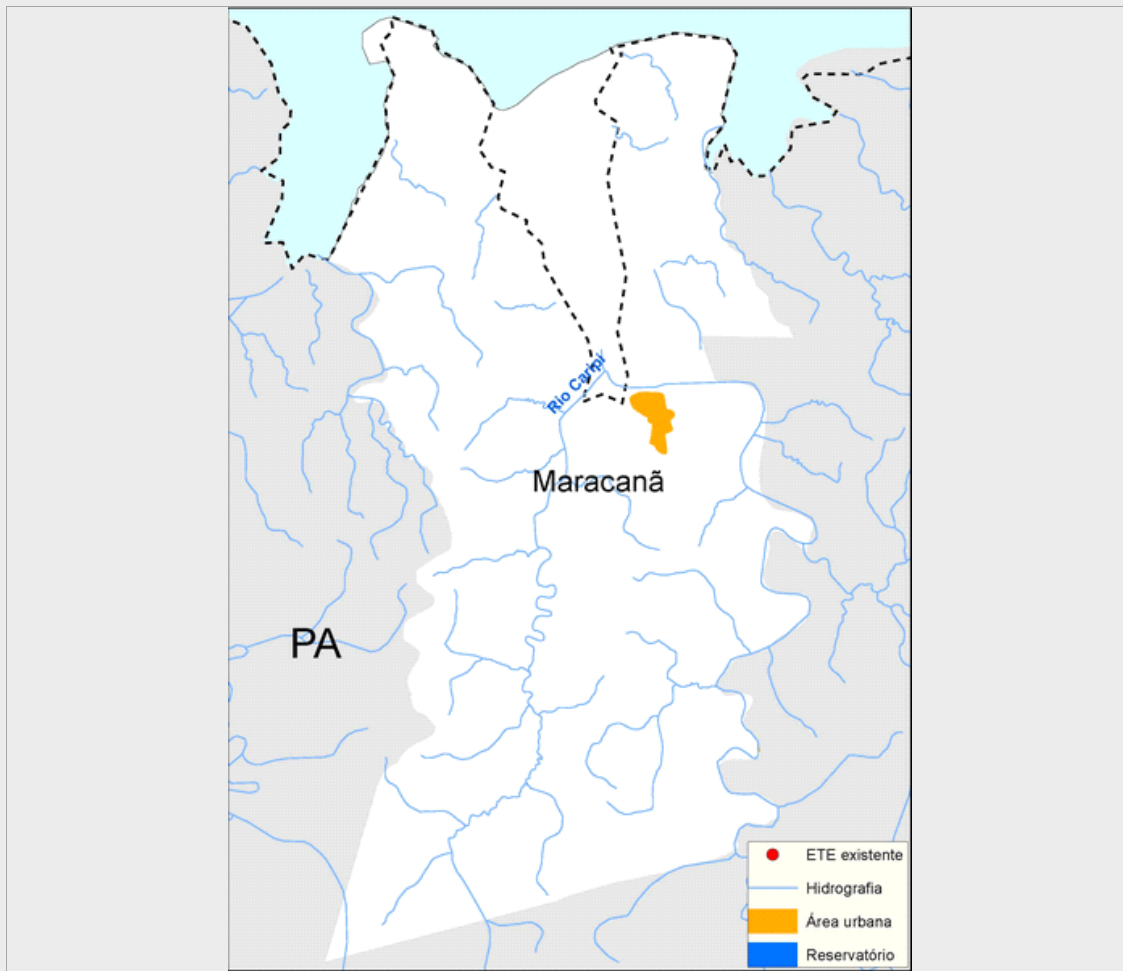 Rio Caripi
Maracanã
PA
ETE existente
Hidrografia
Área urbana
Reservatório